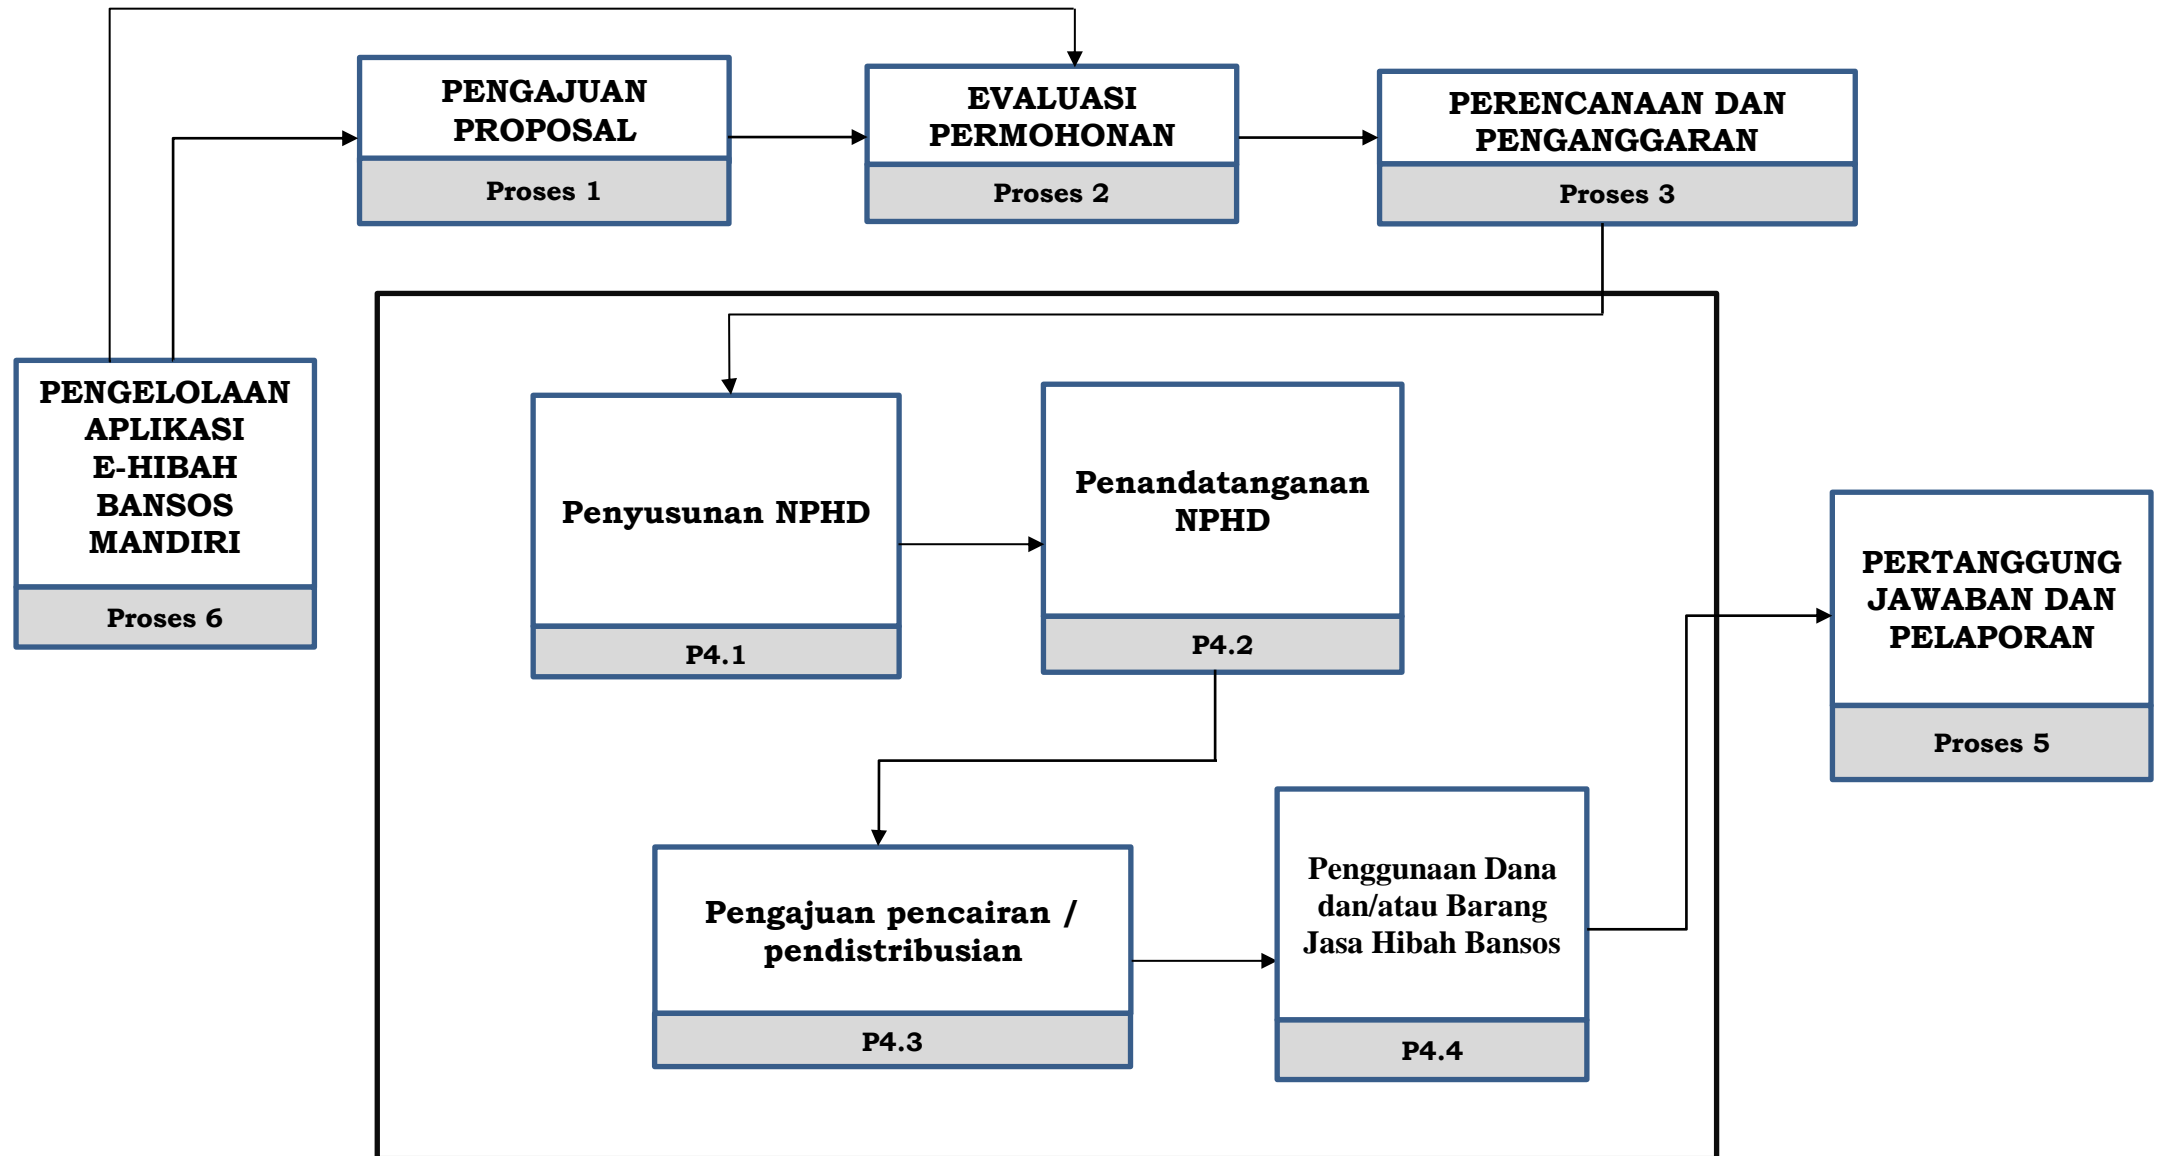 PENGAJUAN
PROPOSAL
Proses 1
EVALUASI
PERMOHONAN
Proses 2
PERENCANAAN DAN
PENGANGGARAN
Proses 3
PENGELOLAAN
APLIKASI
E-HIBAH
BANSOS
MANDIRI
Proses 6
Penyusunan NPHD
P4.1
Penandatanganan
NPHD
P4.2
Pengajuan pencairan /
pendistribusian
P4.3
Penggunaan Dana
dan/atau Barang
Jasa Hibah Bansos
P4.4
PERTANGGUNG
JAWABAN DAN
PELAPORAN
Proses 5